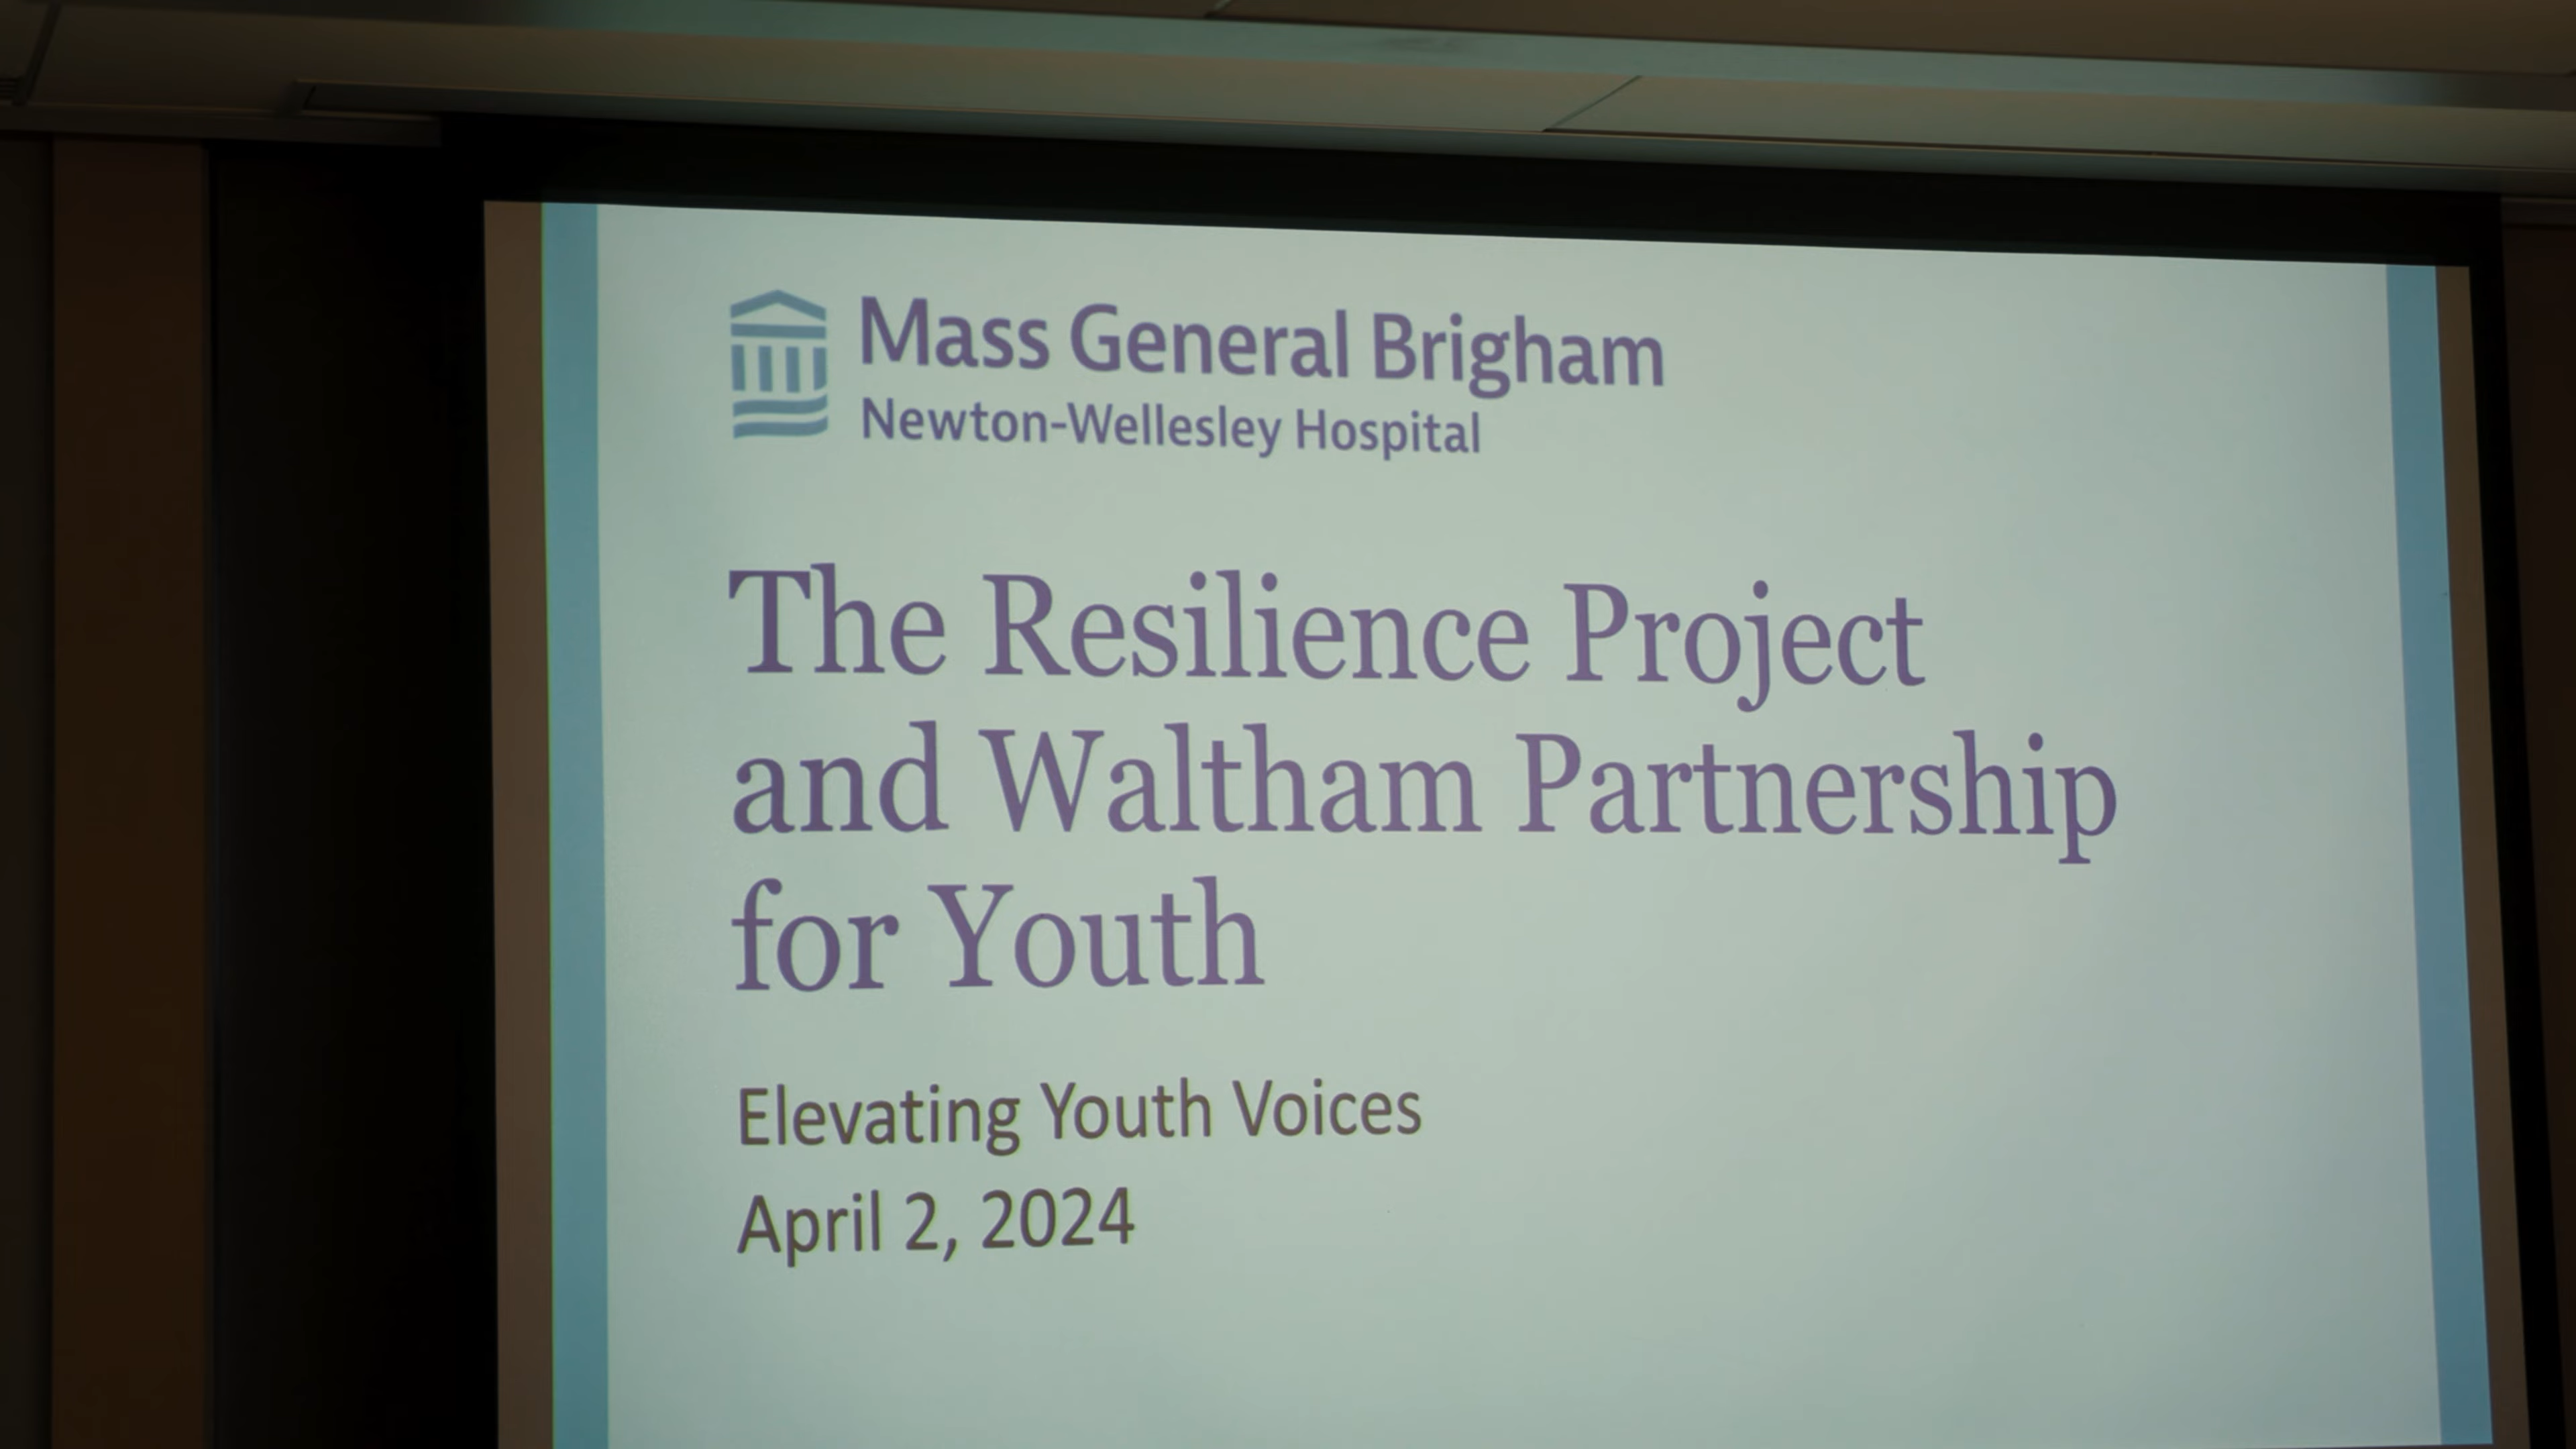 Mass General Brigham
Newton-Wellesley Hospital
The Resilience Project
and Waltham Partnership
for Youth
Elevating Youth Voices
April 2, 2024